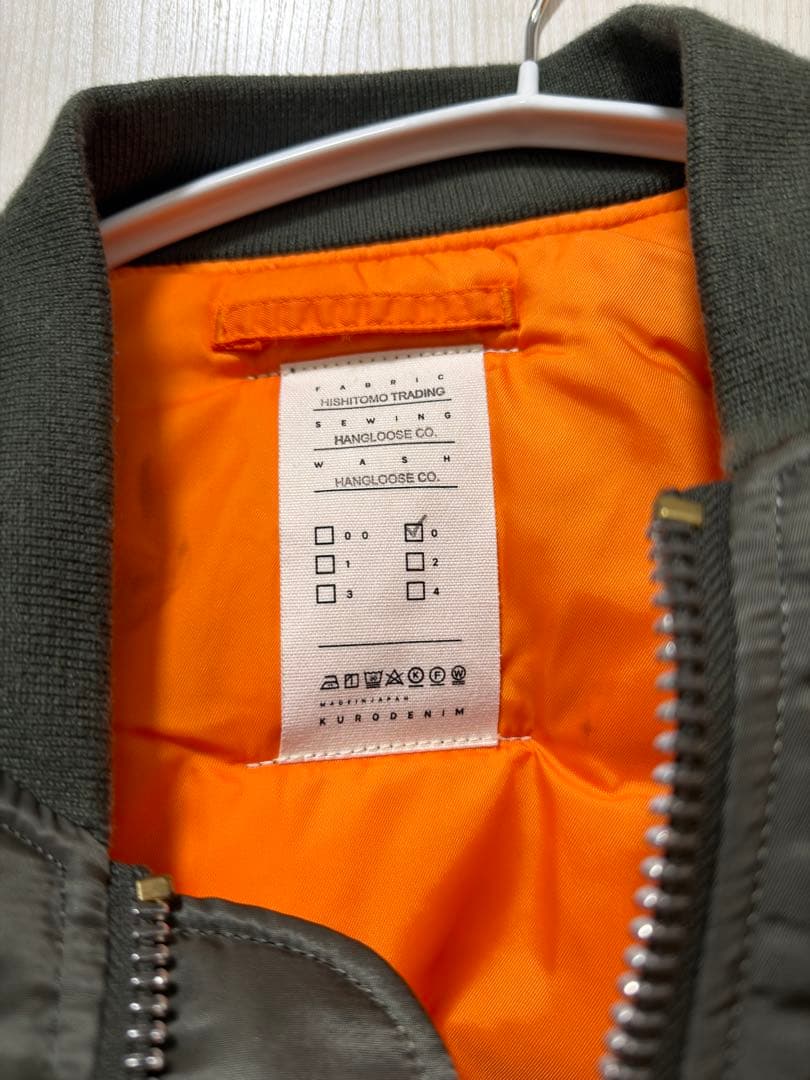 FABRIC
HISHITOMO TRADING
SEWING
HANGLOOSE CO.
WASH
HANGLOOSE CO.
00 0
1 2
3 4
K F W
MADE IN JAPAN
KURODENIM